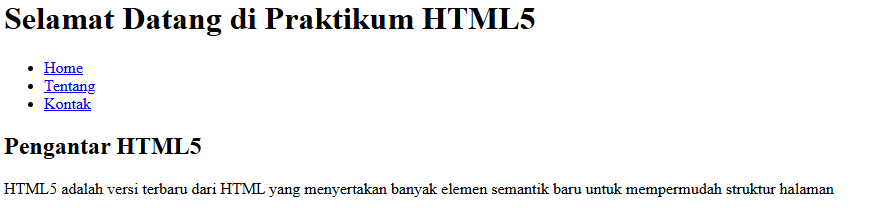 Selamat Datang di Praktikum HTML5
Home
Tentang
Kontak
Pengantar HTML5
HTML5 adalah versi terbaru dari HTML yang menyertakan banyak elemen semantik baru untuk mempermudah struktur halaman